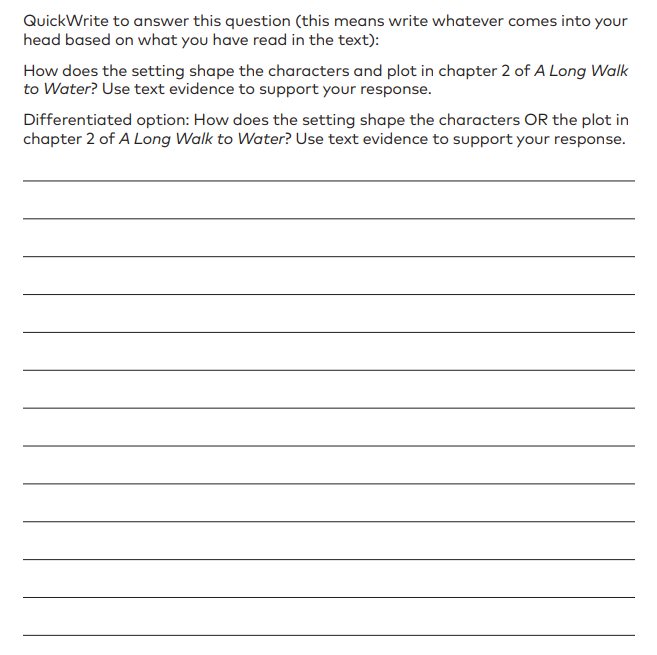 QuickWrite to answer this question (this means write whatever comes into your
head based on what you have read in the text):
How does the setting shape the characters and plot in chapter 2 of A Long Walk
to Water? Use text evidence to support your response.
Differentiated option: How does the setting shape the characters OR the plot in
chapter 2 of A Long Walk to Water? Use text evidence to support your response.